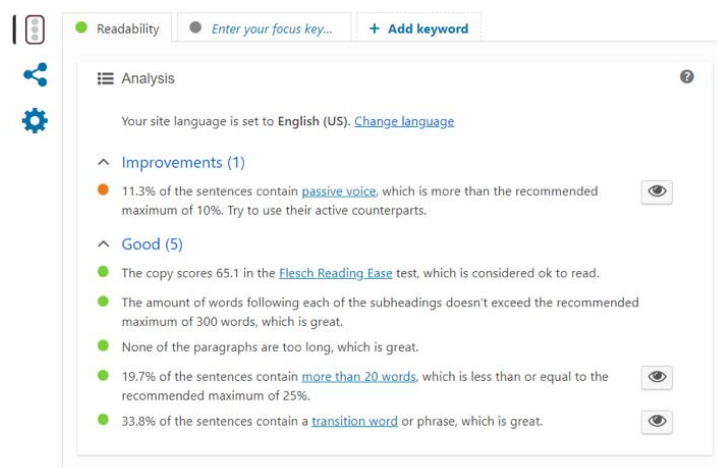 Readability
Enter your focus key...
+ Add keyword
Analysis
Your site language is set to English (US). Change language
Improvements (1)
11.3% of the sentences contain passive voice, which is more than the recommended
maximum of 10%. Try to use their active counterparts.
Good (5)
The copy scores 65.1 in the Flesch Reading Ease test, which is considered ok to read.
The amount of words following each of the subheadings doesn't exceed the recommended
maximum of 300 words, which is great.
None of the paragraphs are too long, which is great.
19.7% of the sentences contain more than 20 words, which is less than or equal to the
recommended maximum of 25%.
33.8% of the sentences contain a transition word or phrase, which is great.